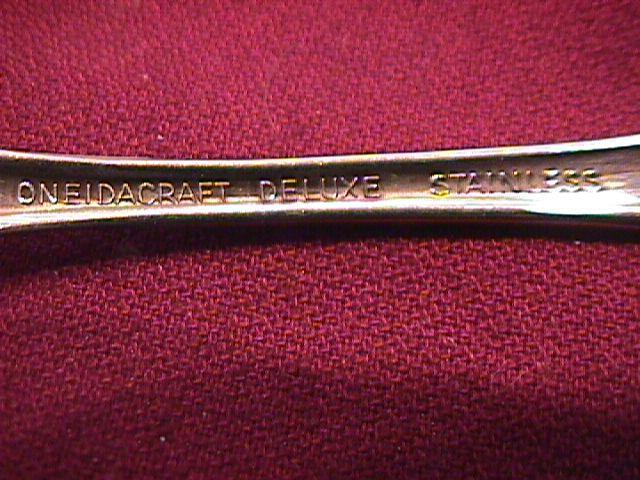 ONEIDACRAFT DELUXE STAINLESS